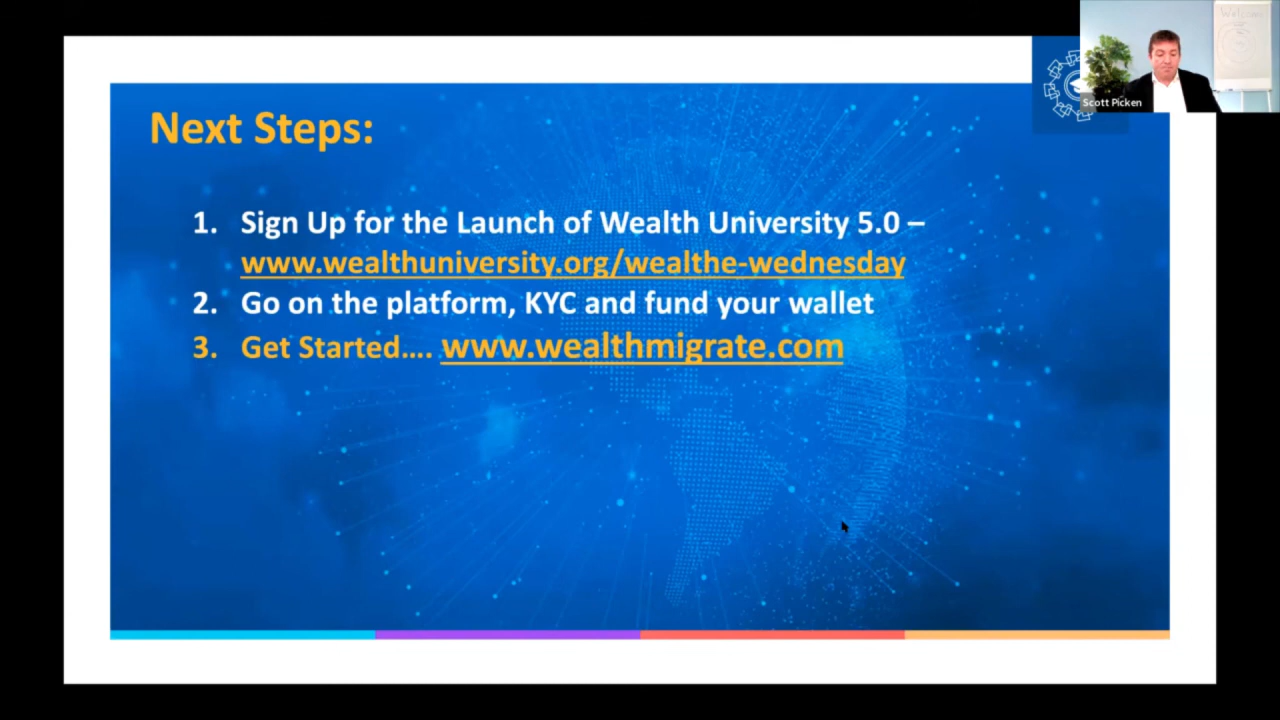 Next Steps:
1. Sign Up for the Launch of Wealth University 5.0 –
www.wealthuniversity.org/wealthe-wednesday
2. Go on the platform, KYC and fund your wallet
3. Get Started.... www.wealthmigrate.com
Welcome
Scott Picken